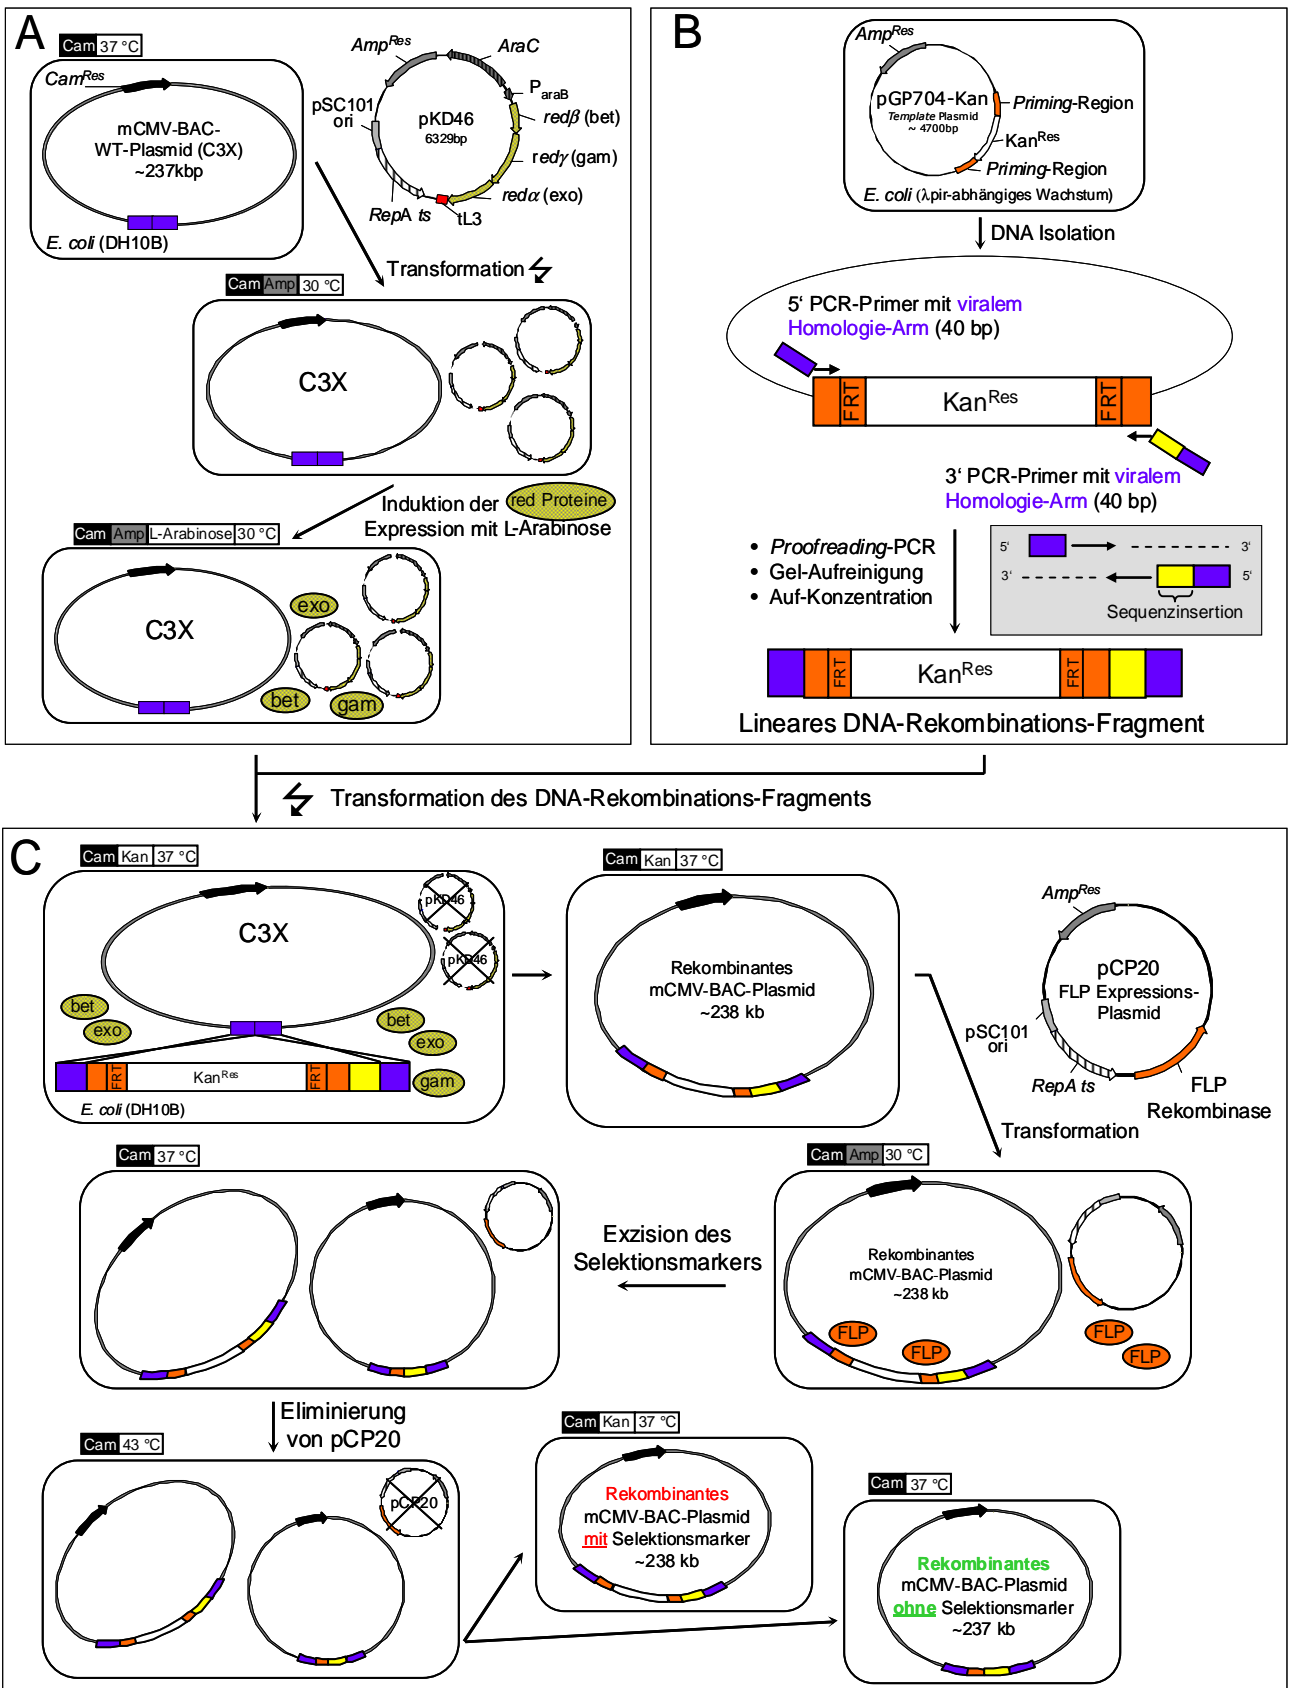 A
Cam 37 °C
CamRes
mCMV-BAC-
WT-Plasmid (C3X)
~237kbp
E. coli (DH10B)
AmpRes
AraC
ParaB
pSC101
ori
pKD46
6329bp
redβ (bet)
redγ (gam)
redα (exo)
RepA ts
tL3
Transformation
Cam Amp 30 °C
C3X
Induktion der red Proteine
Expression mit L-Arabinose
Cam Amp L-Arabinose 30 °C
C3X
exo
bet
gam
B
AmpRes
pGP704-Kan
Template Plasmid
~ 4700bp
Priming-Region
KanRes
Priming-Region
E. coli (λpir-abhängiges Wachstum)
DNA Isolation
5‘ PCR-Primer mit viralem
Homologie-Arm (40 bp)
FRT
KanRes
FRT
3‘ PCR-Primer mit viralem
Homologie-Arm (40 bp)
• Proofreading-PCR
• Gel-Aufreinigung
• Auf-Konzentration
5‘
3‘
3‘
5‘
Sequenzinsertion
FRT
KanRes
FRT
Lineares DNA-Rekombinations-Fragment
Transformation des DNA-Rekombinations-Fragments
C
Cam Kan 37 °C
C3X
pKD46
pKD46
bet
exo
bet
exo
gam
FRT
KanRes
FRT
E. coli (DH10B)
Cam Kan 37 °C
Rekombinantes
mCMV-BAC-Plasmid
~238 kb
AmpRes
pCP20
FLP Expressions-
Plasmid
pSC101
ori
RepA ts
FLP
Rekombinase
Transformation
Cam Amp 30 °C
Rekombinantes
mCMV-BAC-Plasmid
~238 kb
FLP
FLP
FLP
FLP
Exzision des
Selektionsmarkers
Cam 37 °C
Eliminierung
von pCP20
Cam 43 °C
pCP20
Cam Kan 37 °C
Rekombinantes
mCMV-BAC-Plasmid
mit Selektionsmarker
~238 kb
Cam 37 °C
Rekombinantes
mCMV-BAC-Plasmid
ohne Selektionsmarler
~237 kb